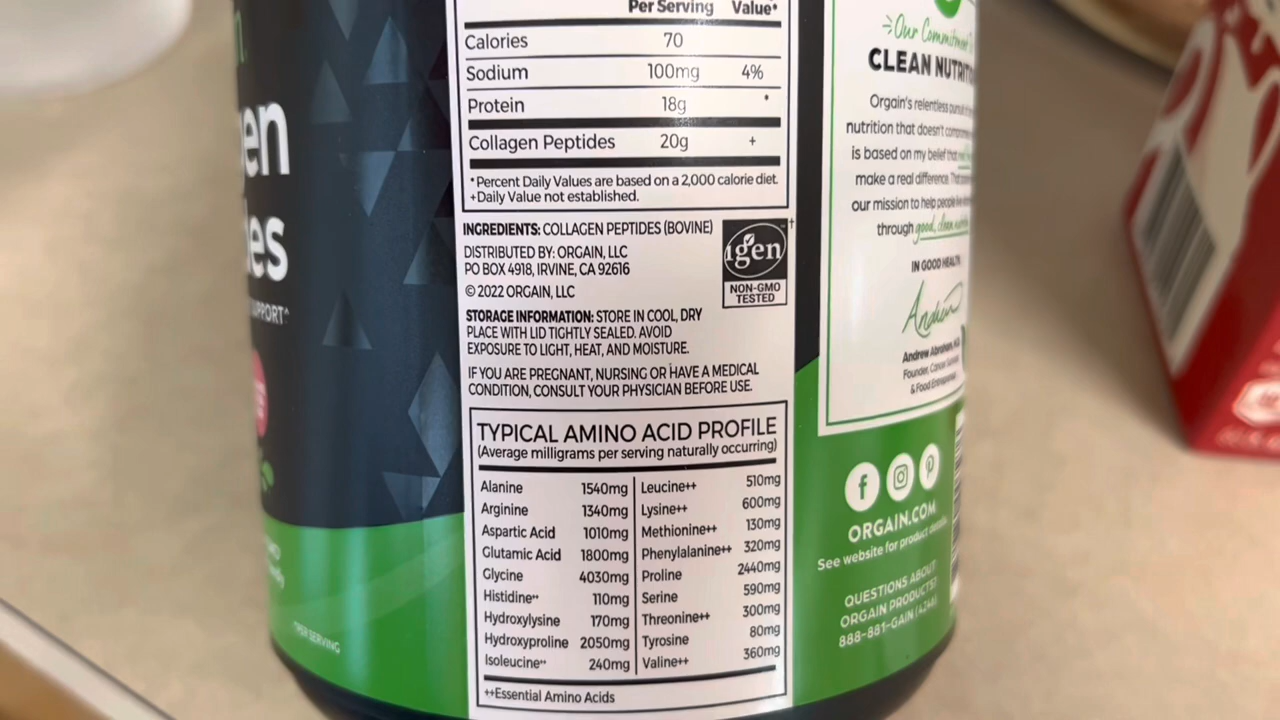 Per Serving Value*
Calories 70
Sodium 100mg 4%
Protein 18g *
Collagen Peptides 20g +
*Percent Daily Values are based on a 2,000 calorie diet.
+Daily Value not established.
INGREDIENTS: COLLAGEN PEPTIDES (BOVINE)
DISTRIBUTED BY: ORGAIN, LLC
PO BOX 4918, IRVINE, CA 92616
© 2022 ORGAIN, LLC
igen †
NON-GMO
TESTED
STORAGE INFORMATION: STORE IN COOL, DRY
PLACE WITH LID TIGHTLY SEALED. AVOID
EXPOSURE TO LIGHT, HEAT, AND MOISTURE.
IF YOU ARE PREGNANT, NURSING OR HAVE A MEDICAL
CONDITION, CONSULT YOUR PHYSICIAN BEFORE USE.
TYPICAL AMINO ACID PROFILE
(Average milligrams per serving naturally occurring)
Alanine 1540mg
Arginine 1340mg
Aspartic Acid 1010mg
Glutamic Acid 1800mg
Glycine 4030mg
Histidine++ 110mg
Hydroxylysine 170mg
Hydroxyproline 2050mg
Isoleucine++ 240mg
Leucine++ 510mg
Lysine++ 600mg
Methionine++ 130mg
Phenylalanine++ 320mg
Proline 2440mg
Serine 590mg
Threonine++ 300mg
Tyrosine 80mg
Valine++ 360mg
++Essential Amino Acids
Our Commitment
CLEAN NUTRITIO
Orgain's relentless pursuit
nutrition that doesn't
is based on my belief that
make a real difference.
our mission to help people
through good, clean
IN GOOD HEALTH,
Andrew
Andrew Abraham,
Founder, Cancer
& Food
ORGAIN.COM
See website for product details
QUESTIONS ABOUT
ORGAIN PRODUCTS?
888-881-GAIN (4246)
en
es
UPPORT^
*PER SERVING